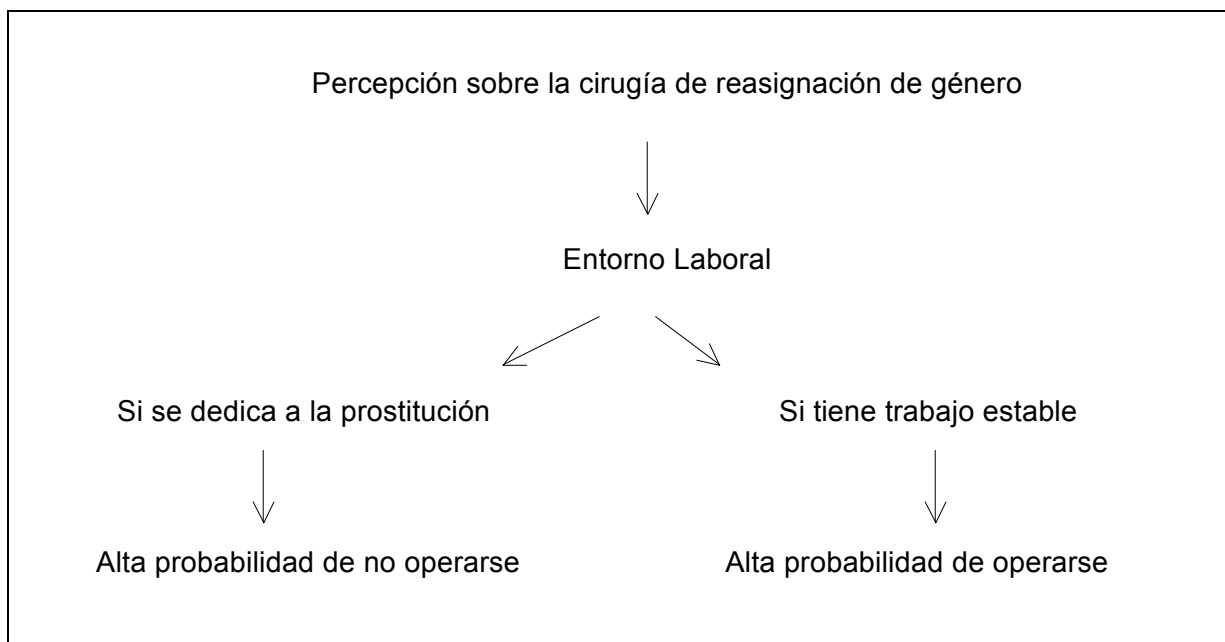 Percepción sobre la cirugía de reasignación de género
Entorno Laboral
Si se dedica a la prostitución
Si tiene trabajo estable
Alta probabilidad de no operarse
Alta probabilidad de operarse